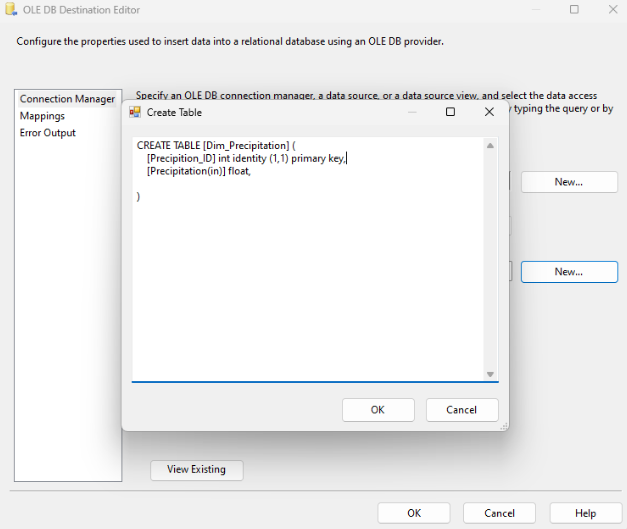 OLE DB Destination Editor
Configure the properties used to insert data into a relational database using an OLE DB provider.
Connection Manager
Mappings
Error Output
Specify an OLE DB connection manager, a data source, or a data source view, and select the data access
typing the query or by
Create Table
CREATE TABLE [Dim_Precipitation] (
[Precipition_ID] int identity (1,1) primary key,
[Precipitation(in)] float,
)
New...
New...
OK
Cancel
View Existing
OK
Cancel
Help